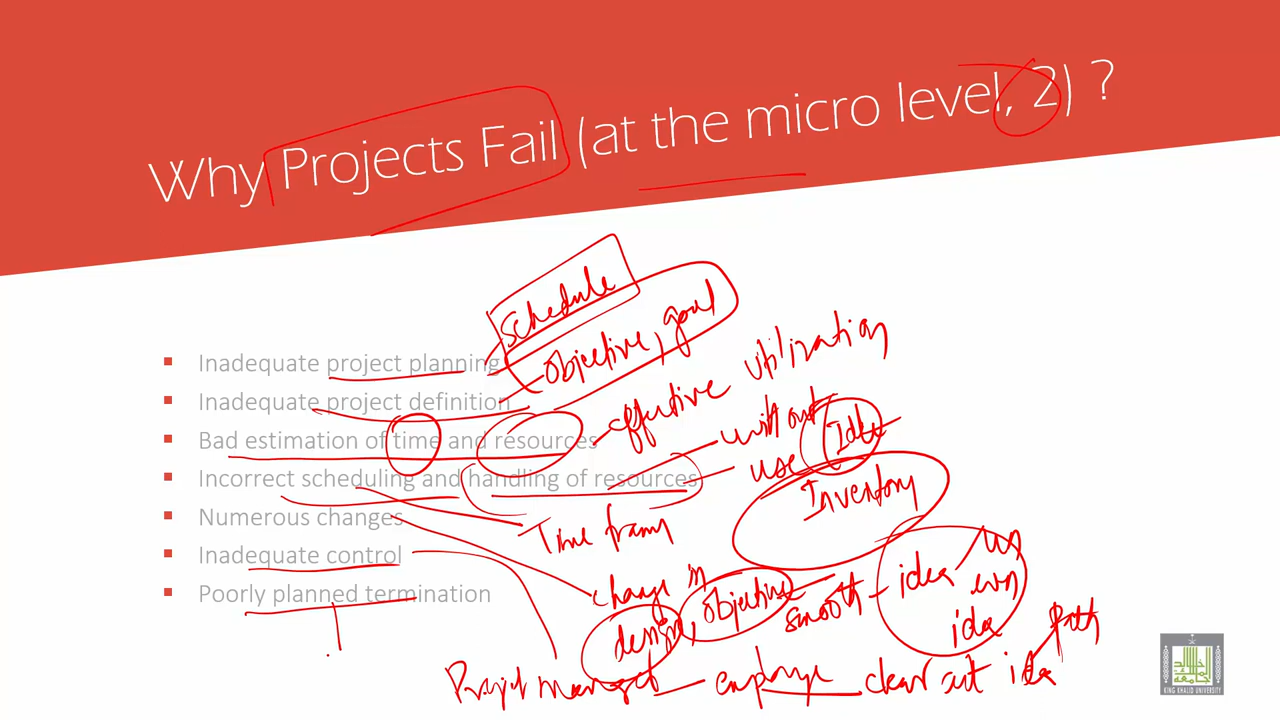 Why Projects Fail (at the micro level, 2) ?
schedule
objective, goal
effective utilization
▪ Inadequate project planning
▪ Inadequate project definition
▪ Bad estimation of time and resources
▪ Incorrect scheduling and handling of resources
▪ Numerous changes
▪ Inadequate control
▪ Poorly planned termination
without
use Idle
Inventory
Time frame
change in
design, objective
smooth - idea
idea
Project manager - employee - clear cut idea
path
KING KHALID UNIVERSITY